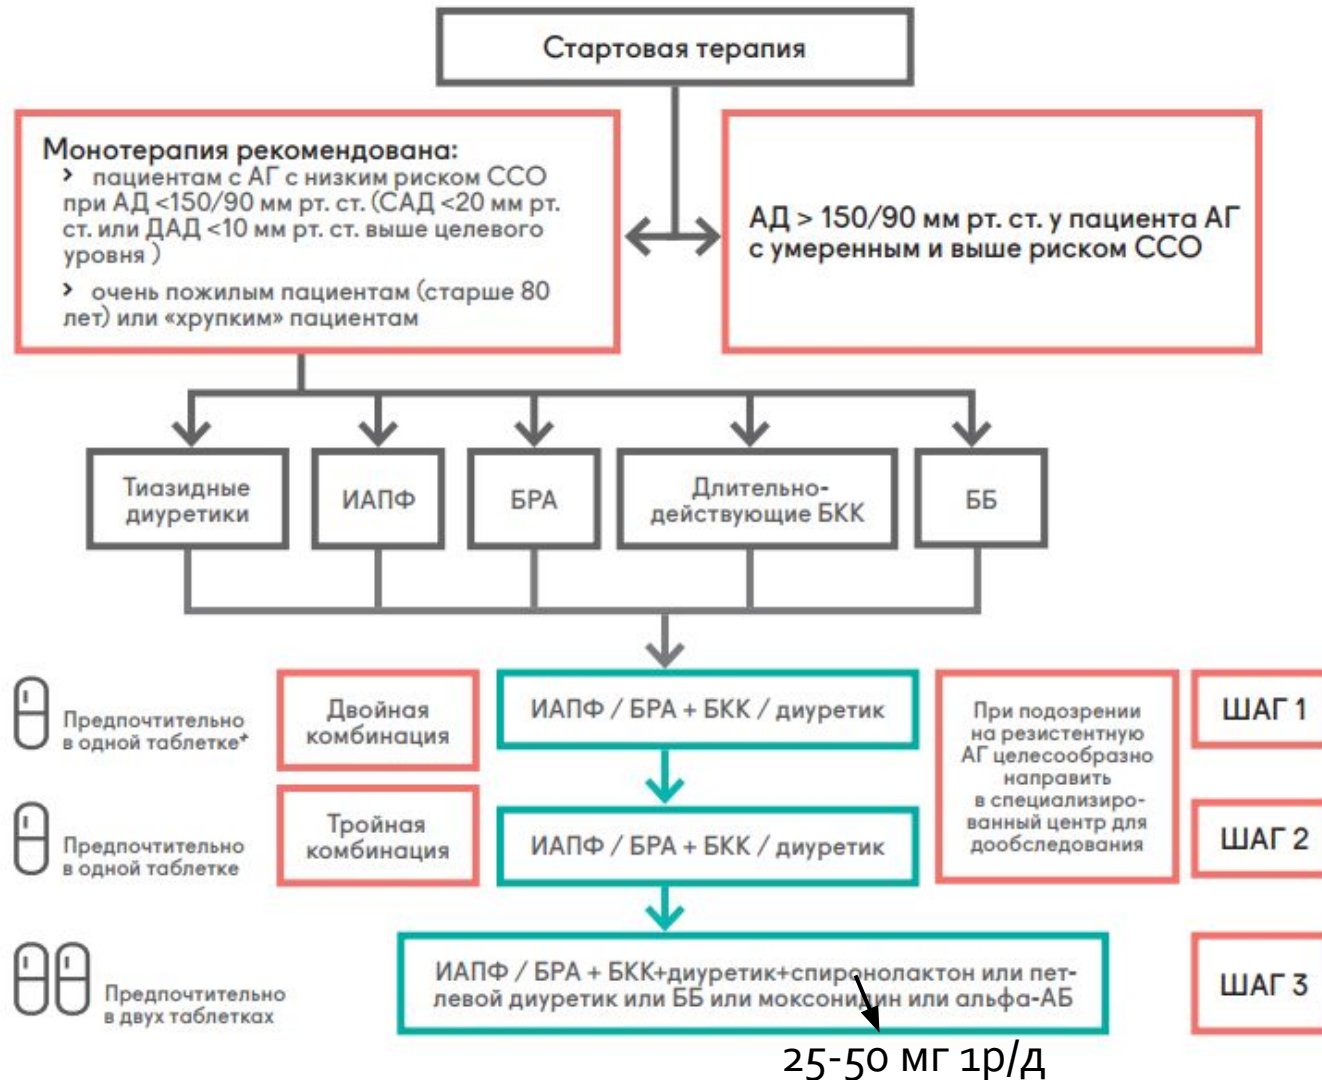 Стартовая терапия
Монотерапия рекомендована:
> пациентам с АГ с низким риском ССО
при АД <150/90 мм рт. ст. (САД <20 мм рт.
ст. или ДАД <10 мм рт. ст. выше целевого
уровня )
> очень пожилым пациентам (старше 80
лет) или «хрупким» пациентам
АД > 150/90 мм рт. ст. у пациента АГ
с умеренным и выше риском ССО
Тиазидные
диуретики
ИАПФ
БРА
Длительно-
действующие БКК
ББ
Предпочтительно
в одной таблетке*
Двойная
комбинация
ИАПФ / БРА + БКК / диуретик
При подозрении
на резистентную
АГ целесообразно
направить
в специализиро-
ванный центр для
дообследования
ШАГ 1
Предпочтительно
в одной таблетке
Тройная
комбинация
ИАПФ / БРА + БКК / диуретик
ШАГ 2
Предпочтительно
в двух таблетках
ИАПФ / БРА + БКК+диуретик+спиронолактон или пет-
левой диуретик или ББ или моксонидин или альфа-АБ
ШАГ 3
25-50 мг 1р/д